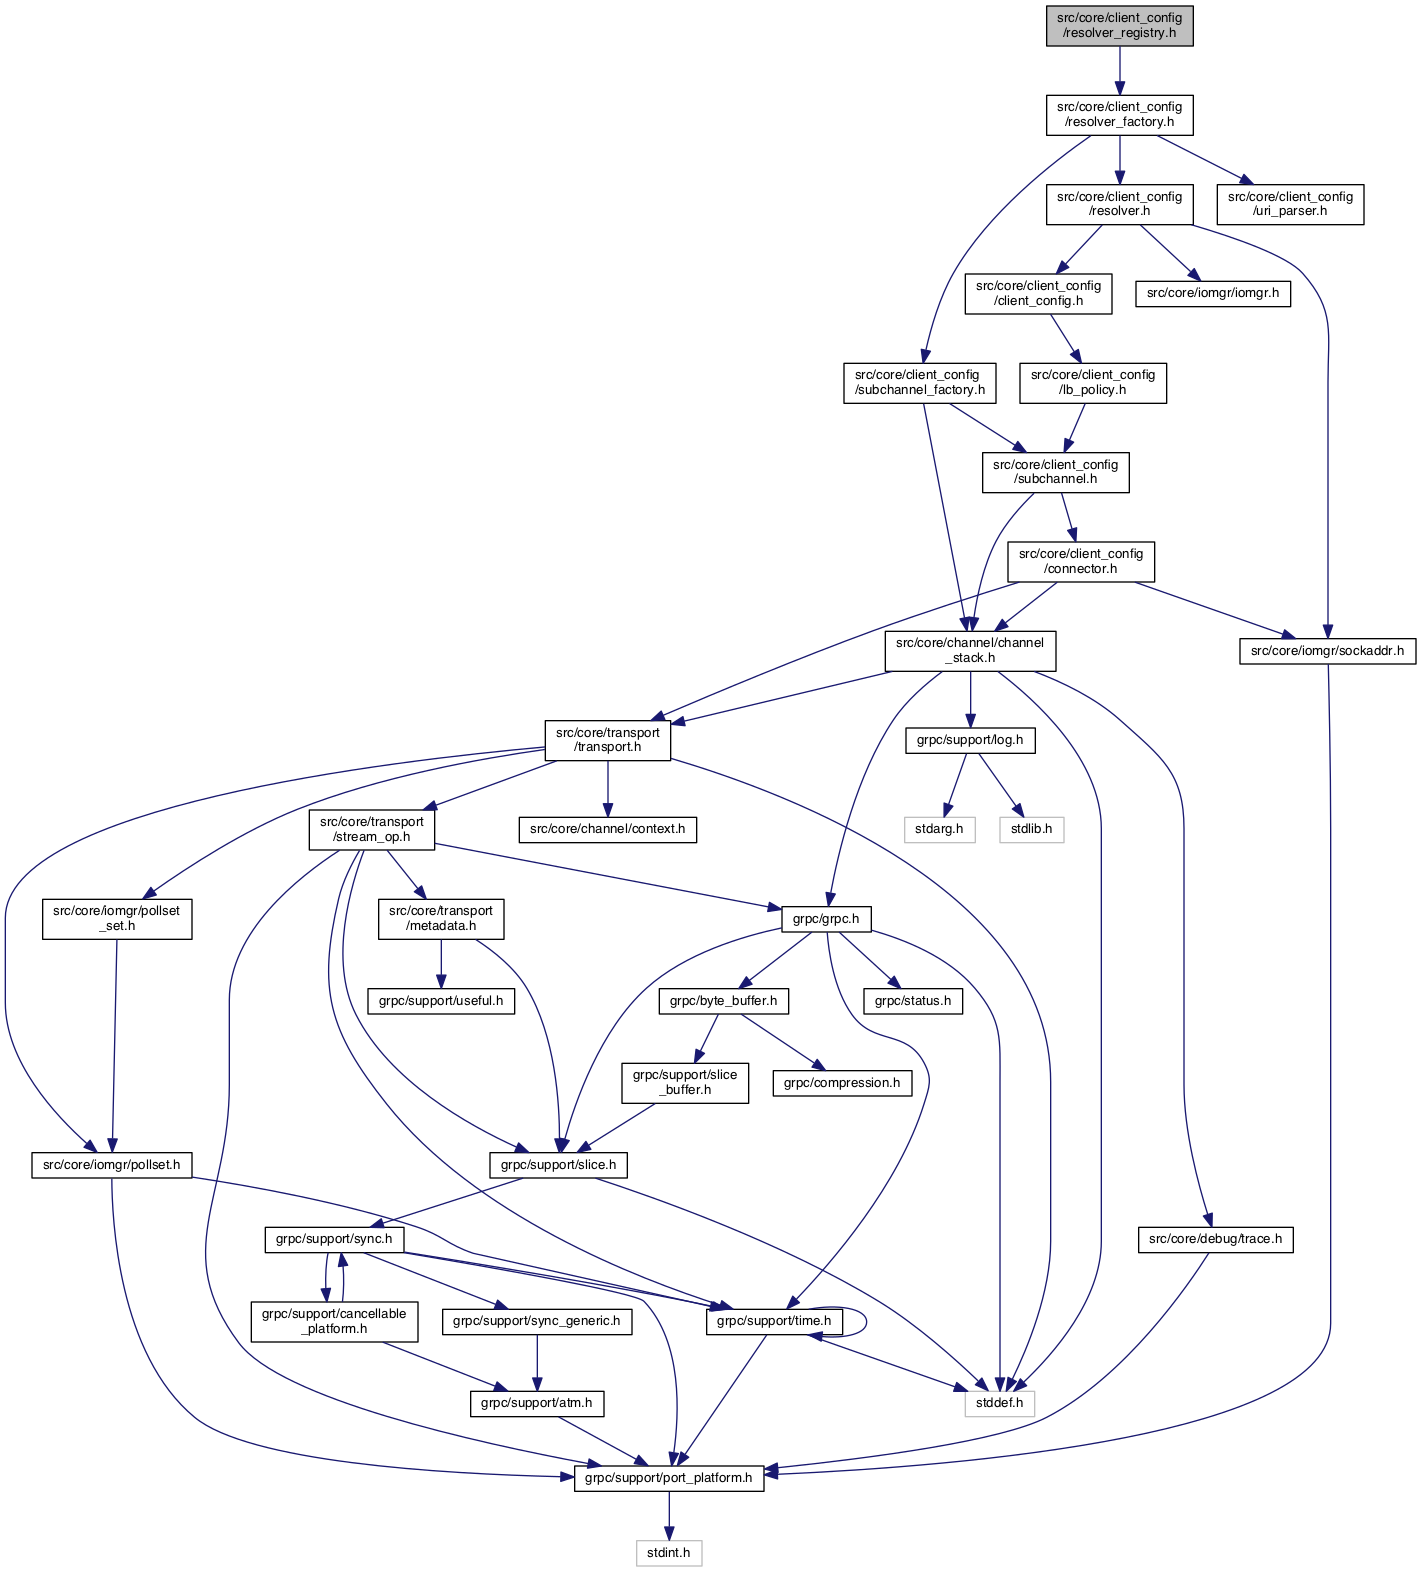 src/core/client_config
/resolver_registry.h
src/core/client_config
/resolver_factory.h
src/core/client_config
/resolver.h
src/core/client_config
/uri_parser.h
src/core/client_config
/client_config.h
src/core/iomgr/iomgr.h
src/core/client_config
/subchannel_factory.h
src/core/client_config
/lb_policy.h
src/core/client_config
/subchannel.h
src/core/client_config
/connector.h
src/core/channel/channel
_stack.h
src/core/iomgr/sockaddr.h
src/core/transport
/transport.h
grpc/support/log.h
src/core/transport
/stream_op.h
src/core/channel/context.h
stdarg.h
stdlib.h
src/core/iomgr/pollset
_set.h
src/core/transport
/metadata.h
grpc/grpc.h
grpc/support/useful.h
grpc/byte_buffer.h
grpc/status.h
grpc/support/slice
_buffer.h
grpc/compression.h
src/core/iomgr/pollset.h
grpc/support/slice.h
grpc/support/sync.h
src/core/debug/trace.h
grpc/support/cancellable
_platform.h
grpc/support/sync_generic.h
grpc/support/time.h
grpc/support/atm.h
stddef.h
grpc/support/port_platform.h
stdint.h